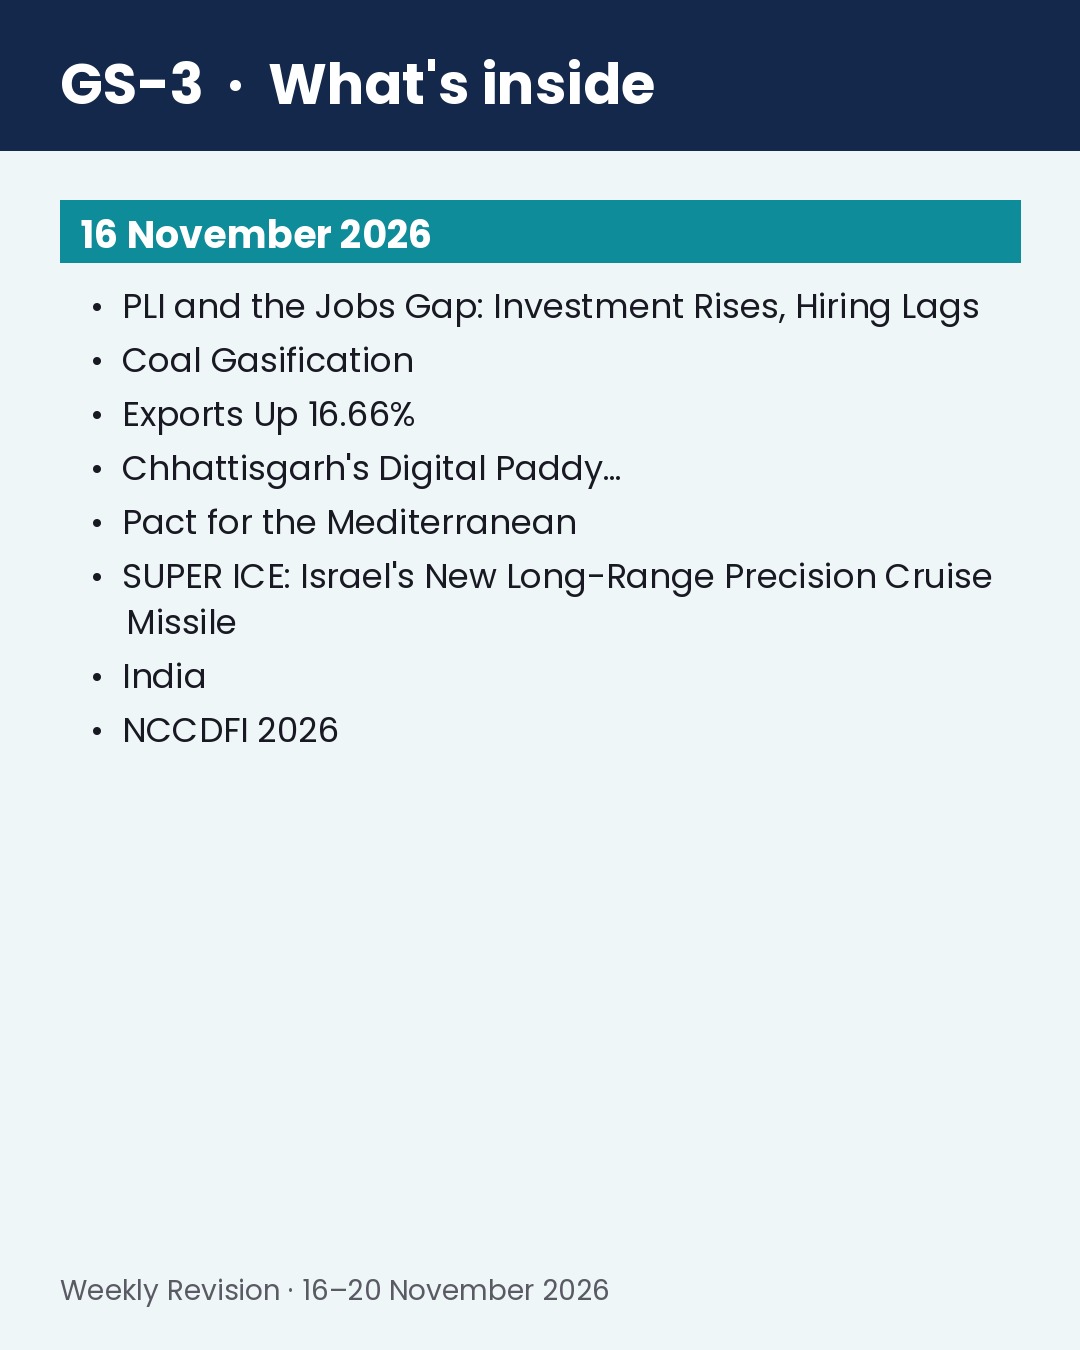 GS-3 · What's inside
16 November 2026
• PLI and the Jobs Gap: Investment Rises, Hiring Lags
• Coal Gasification
• Exports Up 16.66%
• Chhattisgarh's Digital Paddy…
• Pact for the Mediterranean
• SUPER ICE: Israel's New Long-Range Precision Cruise
Missile
• India
• NCCDFI 2026
Weekly Revision · 16–20 November 2026